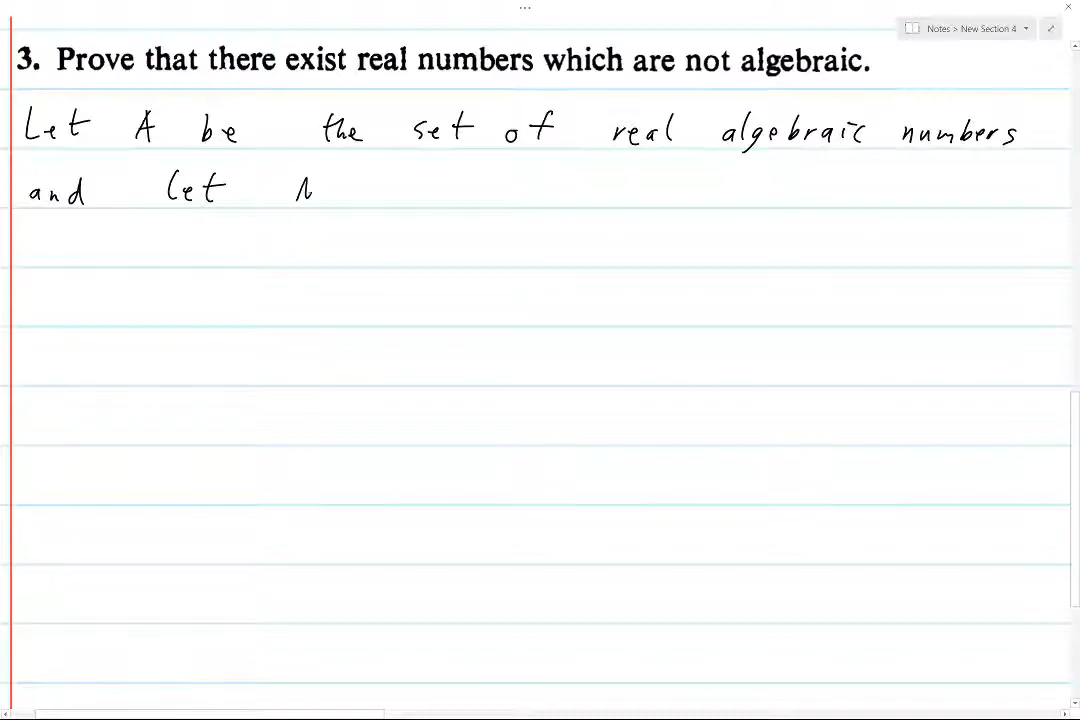 ...
Notes > New Section 4
3. Prove that there exist real numbers which are not algebraic.
Let A be the set of real algebraic numbers
and let